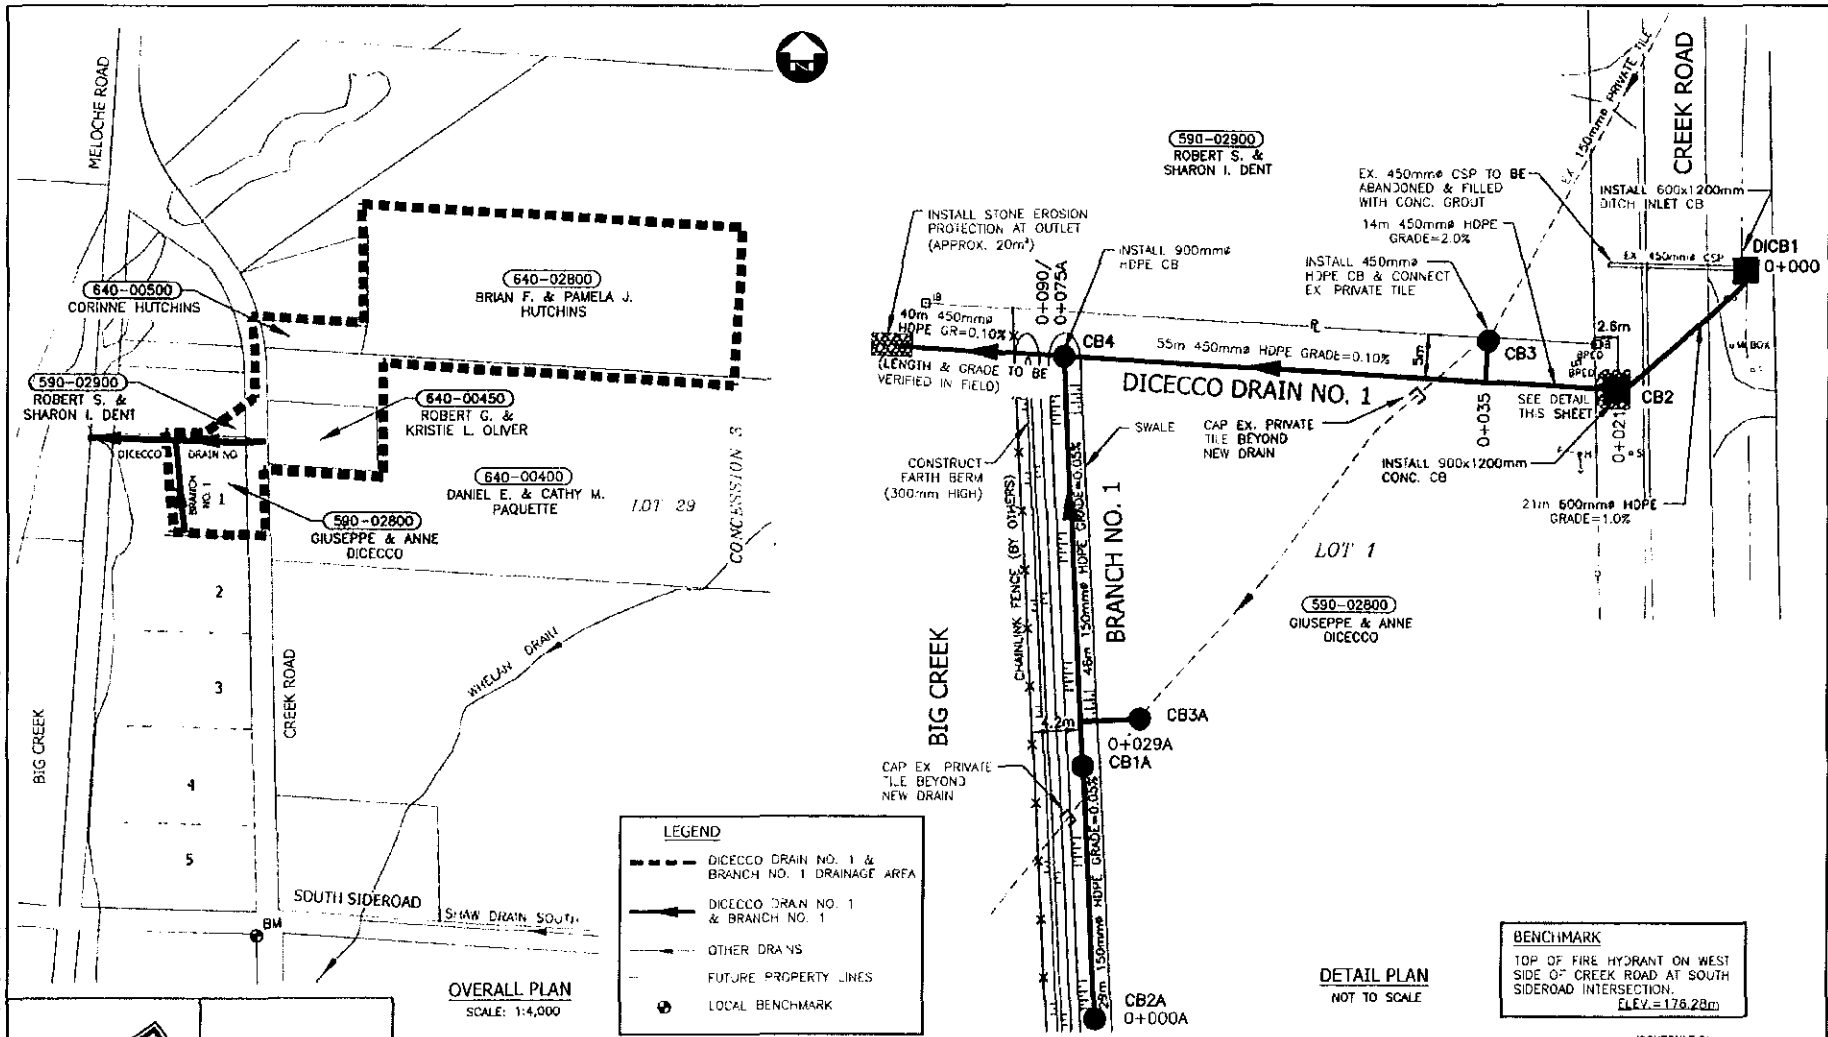 MELOCHE ROAD
N
640-00500
CORINNE HUTCHINS
640-02800
BRIAN F. & PAMELA J.
HUTCHINS
590-02900
ROBERT S. &
SHARON I. DENT
640-00450
ROBERT G. &
KRISTIE L. OLIVER
DICECCO DRAIN NO.
1
BRANCH
NO. 1
640-00400
DANIEL E. & CATHY M.
PAQUETTE
LOT 29
CONCESSION 3
590-02800
GIUSEPPE & ANNE
DICECCO
2
3
4
5
WHELAN DRAIN
CREEK ROAD
BIG CREEK
SOUTH SIDEROAD
SHAW DRAIN SOUTH
BM
OVERALL PLAN
SCALE: 1:4,000
LEGEND
DICECCO DRAIN NO. 1 &
BRANCH NO. 1 DRAINAGE AREA
DICECCO DRAIN NO. 1
& BRANCH NO. 1
OTHER DRAINS
FUTURE PROPERTY LINES
LOCAL BENCHMARK
590-02900
ROBERT S. &
SHARON I. DENT
EX. 150mmø PRIVATE TILE
CREEK ROAD
EX. 450mmø CSP TO BE
ABANDONED & FILLED
WITH CONC. GROUT
INSTALL 600x1200mm
DITCH INLET CB
14m 450mmø HDPE
GRADE=2.0%
DICB1
0+000
EX 450mmø CSP
INSTALL STONE EROSION
PROTECTION AT OUTLET
(APPROX. 20m²)
INSTALL 900mmø
HDPE CB
0+090/
0+075A
INSTALL 450mmø
HDPE CB & CONNECT
EX PRIVATE TILE
40m 450mmø
HDPE GR=0.10%
IB
(LENGTH & GRADE TO BE
VERIFIED IN FIELD)
CB4
55m 450mmø HDPE GRADE=0.10%
5m
CB3
2.6m
BPED
BPED
MBOX
DICECCO DRAIN NO. 1
0+035
SEE DETAIL
THIS SHEET
CB2
0+021
SWALE
CAP EX. PRIVATE
TILE BEYOND
NEW DRAIN
INSTALL 900x1200mm
CONC. CB
21m 600mmø HDPE
GRADE=1.0%
CONSTRUCT
EARTH BERM
(300mm HIGH)
CHAINLINK FENCE (BY OTHERS)
46m 150mmø HDPE GRADE=0.05%
BRANCH NO. 1
LOT 1
590-02800
GIUSEPPE & ANNE
DICECCO
BIG CREEK
4.2m
CB3A
0+029A
CB1A
CAP EX PRIVATE
TILE BEYOND
NEW DRAIN
29m 150mmø HDPE GRADE=0.05%
CB2A
0+000A
DETAIL PLAN
NOT TO SCALE
BENCHMARK
TOP OF FIRE HYDRANT ON WEST
SIDE OF CREEK ROAD AT SOUTH
SIDEROAD INTERSECTION.
ELEV.=176.28m